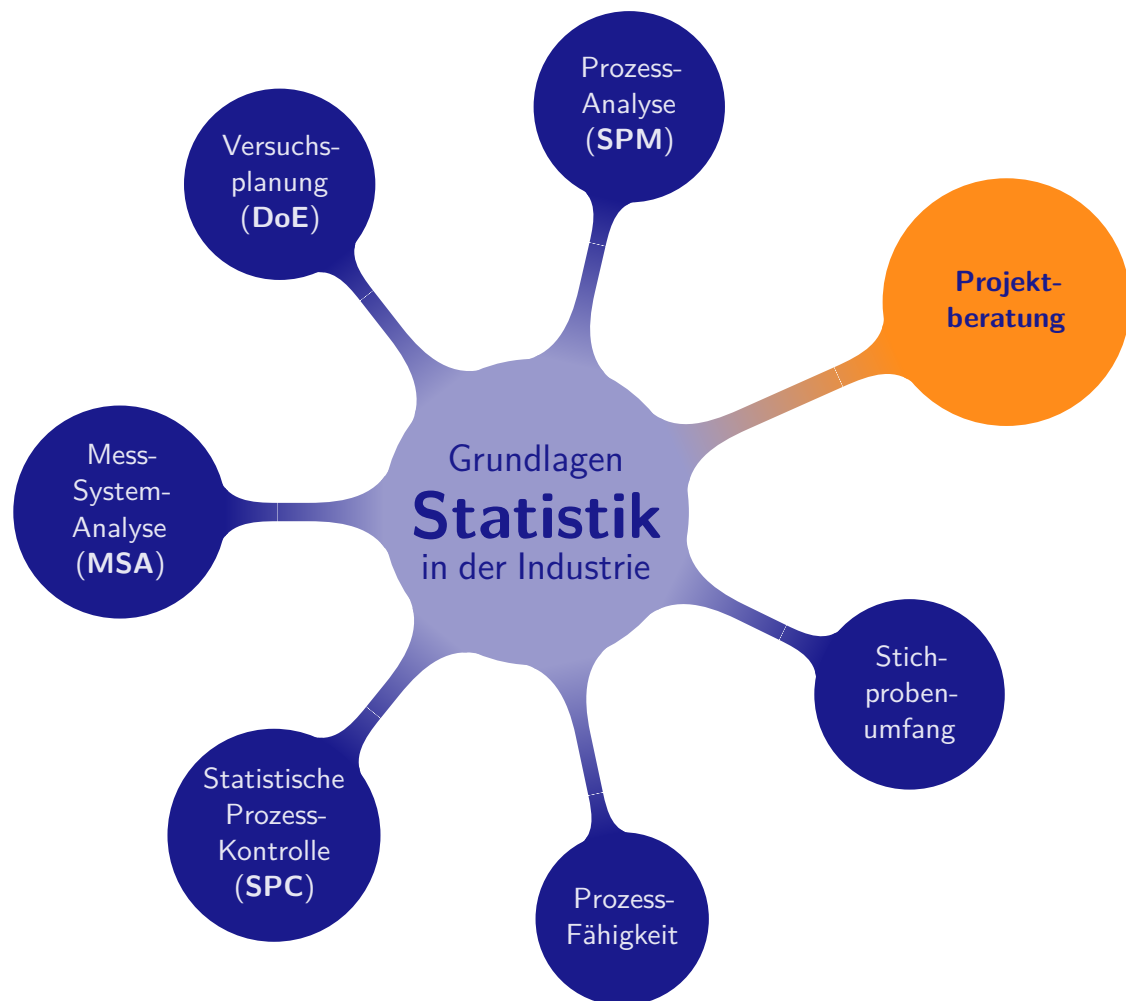 Prozess-
Analyse
(SPM)
Versuchs-
planung
(DoE)
Projekt-
beratung
Mess-
System-
Analyse
(MSA)
Grundlagen
Statistik
in der Industrie
Stich-
proben-
umfang
Statistische
Prozess-
Kontrolle
(SPC)
Prozess-
Fähigkeit